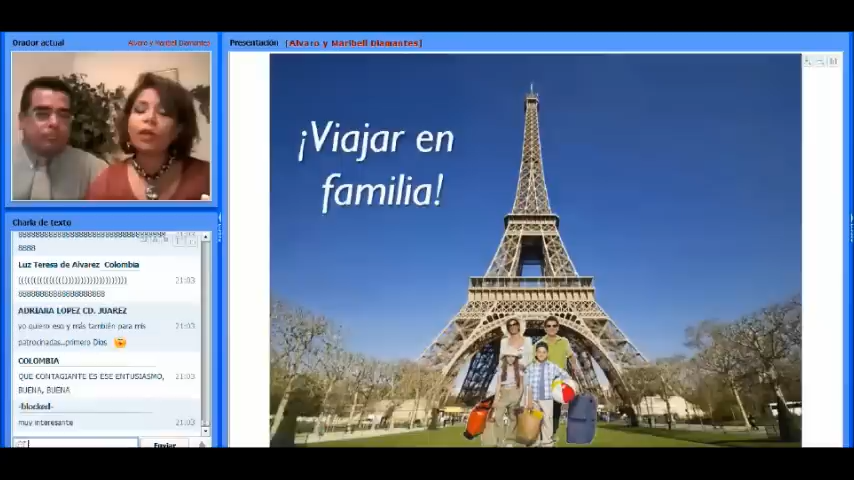 Orador actual
Alvaro y Maribell Diamantes
Presentación [Alvaro y Maribell Diamantes]
¡Viajar en
familia!
Charla de texto
8888
Luz Teresa de Alvarez Colombia
21:03
ADRIANA LOPEZ CD. JUAREZ
yo quiero eso y más también para mis 21:03
patrocinadas..primero Dios
COLOMBIA
QUE CONTAGIANTE ES ESE ENTUSIASMO, 21:03
BUENA, BUENA
-blocked-
muy interesante 21:03
Enviar